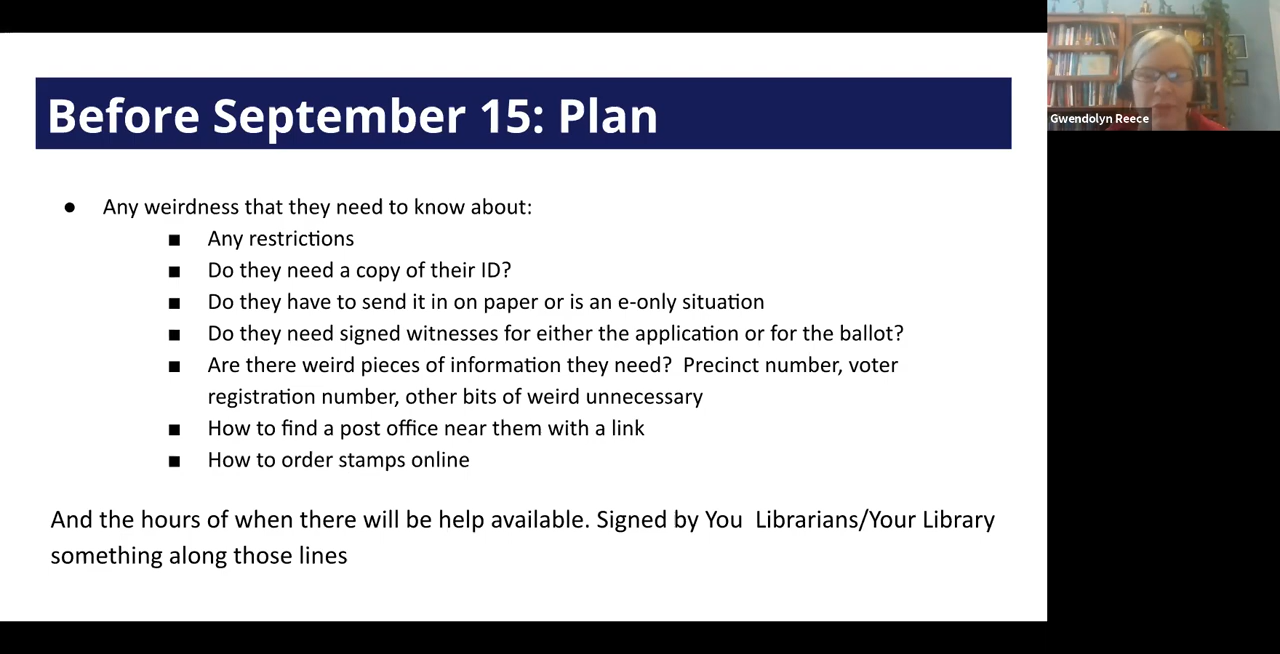 Before September 15: Plan
Gwendolyn Reece
● Any weirdness that they need to know about:
■ Any restrictions
■ Do they need a copy of their ID?
■ Do they have to send it in on paper or is an e-only situation
■ Do they need signed witnesses for either the application or for the ballot?
■ Are there weird pieces of information they need?  Precinct number, voter
registration number, other bits of weird unnecessary
■ How to find a post office near them with a link
■ How to order stamps online
And the hours of when there will be help available. Signed by You  Librarians/Your Library
something along those lines